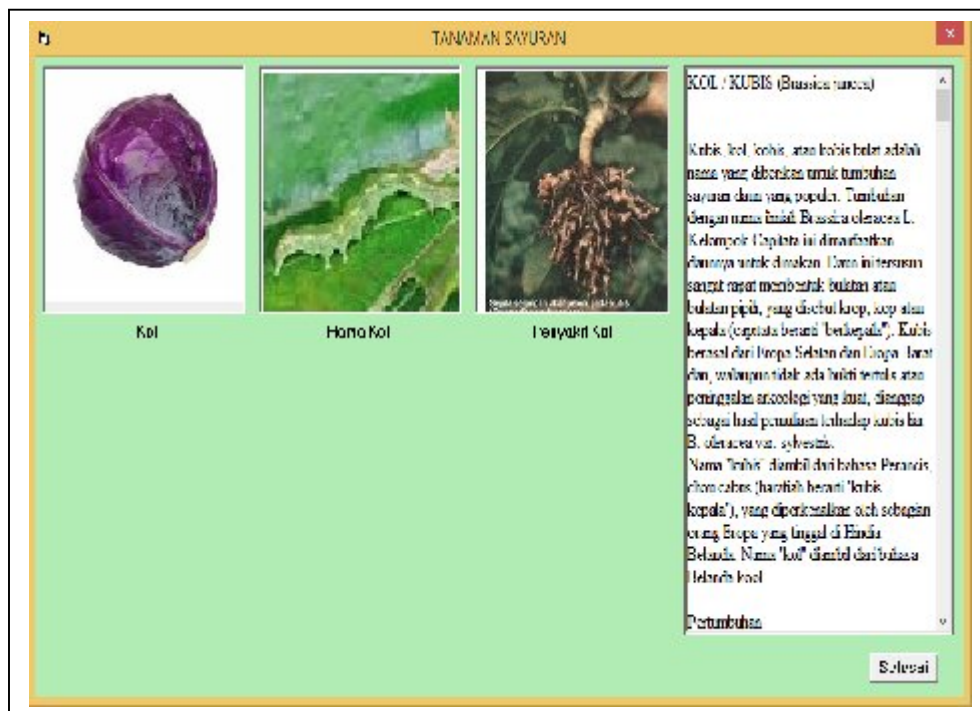 TANAMAN SAYURAN
Kol
Hama Kol
Penyakit Kol
KOL / KUBIS (Brassica juncea)
Kubis, kol, kobis, atau kobis bulat adalah
nama yang diberikan untuk tumbuhan
sayuran daun yang populer. Tumbuhan
dengan nama ilmiah Brassica oleracea L.
Kelompok Capitata ini dimanfaatkan
daunnya untuk dimakan. Daun ini tersusun
sangat rapat membentuk bulatan atau
bulatan pipih, yang disebut krop, kop atau
kepala (capitata berarti "berkepala"). Kubis
berasal dari Eropa Selatan dan Eropa Barat
dan, walaupun tidak ada bukti tertulis atau
peninggalan arkeologi yang kuat, dianggap
sebagai hasil pemuliaan terhadap kubis liar
B. oleracea var. sylvestris.
Nama "kubis" diambil dari bahasa Perancis,
chou cabus (harafiah berarti "kubis
kepala"), yang diperkenalkan oleh sebagian
orang Eropa yang tinggal di Hindia
Belanda. Nama "kol" diambil dari bahasa
Belanda kool
Pertumbuhan
Selesai